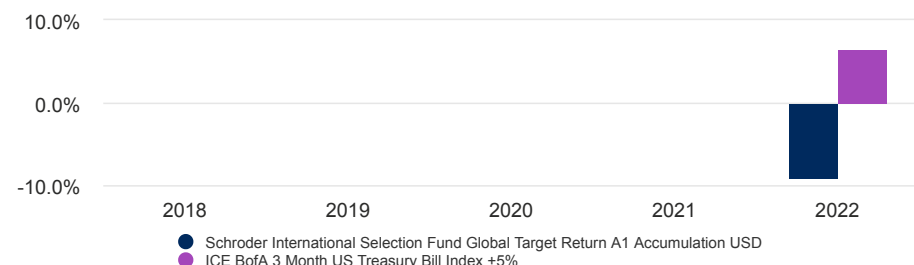 10.0%
0.0%
-10.0%
2018 2019 2020 2021 2022
Schroder International Selection Fund Global Target Return A1 Accumulation USD
ICE BofA 3 Month US Treasury Bill Index +5%